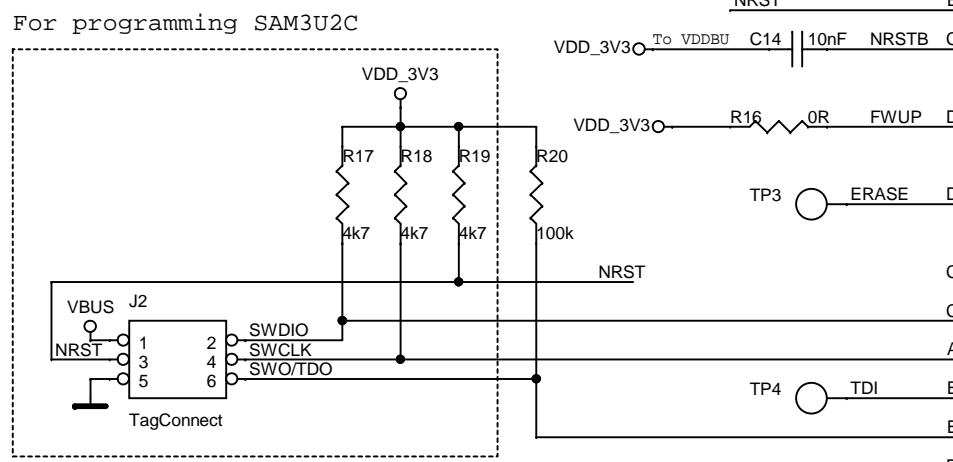 For programming SAM3U2C
NRST
VDD_3V3
To VDDBU
C14
10nF
NRSTB
VDD_3V3
VDD_3V3
R16
0R
FWUP
R17
R18
R19
R20
TP3
ERASE
4k7
4k7
4k7
100k
NRST
VBUS
J2
SWDIO
1
2
NRST
SWCLK
3
4
SWO/TDO
5
6
TP4
TDI
TagConnect